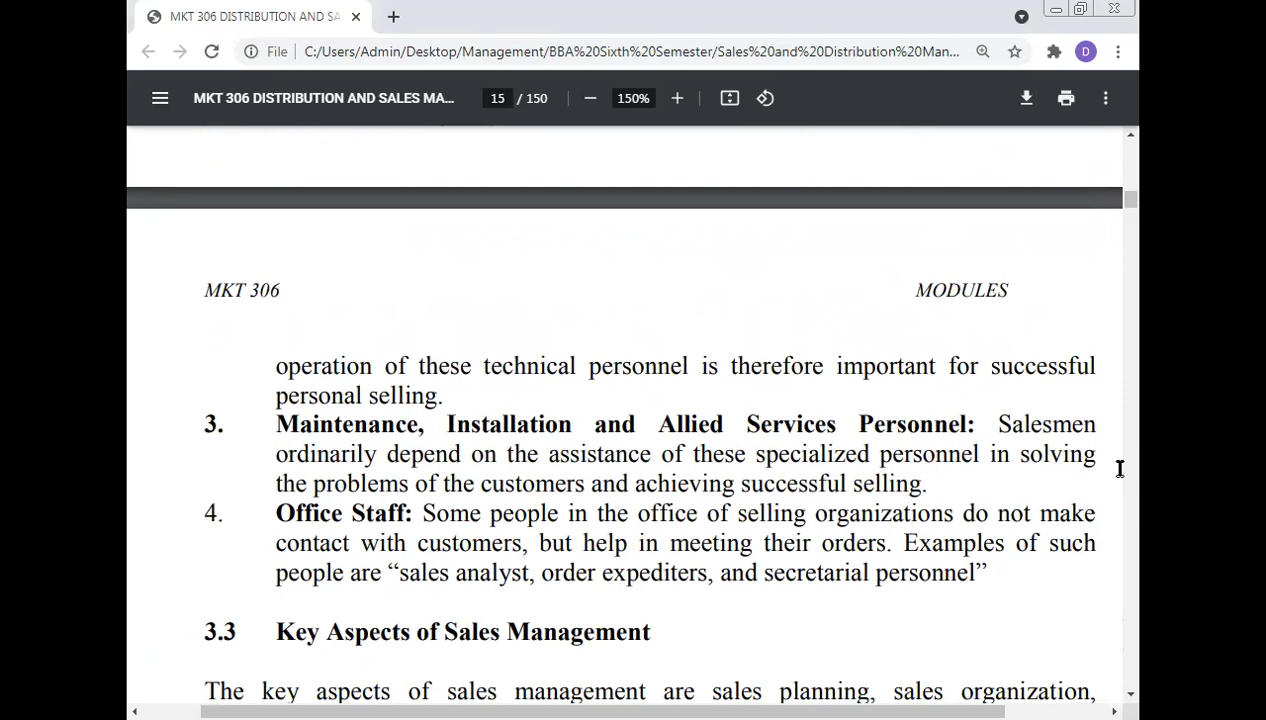 MKT 306 DISTRIBUTION AND SA
File C:/Users/Admin/Desktop/Management/BBA%20Sixth%20Semester/Sales%20and%20Distribution%20Man... D
MKT 306 DISTRIBUTION AND SALES MA... 15 / 150 — 150% +
MKT 306 MODULES
operation of these technical personnel is therefore important for successful
personal selling.
3. Maintenance, Installation and Allied Services Personnel: Salesmen
ordinarily depend on the assistance of these specialized personnel in solving
the problems of the customers and achieving successful selling.
4. Office Staff: Some people in the office of selling organizations do not make
contact with customers, but help in meeting their orders. Examples of such
people are “sales analyst, order expediters, and secretarial personnel”
3.3 Key Aspects of Sales Management
The key aspects of sales management are sales planning, sales organization,